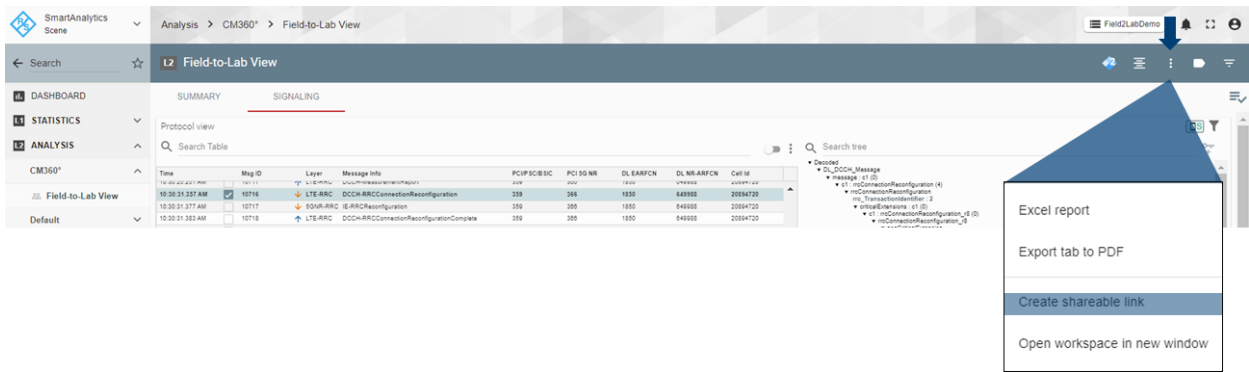 SmartAnalytics
Scene
Analysis > CM360° > Field-to-Lab View
Field2LabDemo
Search
L2 Field-to-Lab View
DASHBOARD
L1 STATISTICS
L2 ANALYSIS
CM360°
Field-to-Lab View
Default
SUMMARY SIGNALING
Protocol view
Search Table
Time Msg ID Layer Message Info PCI/PSC/BSIC PCI 5G NR DL EARFCN DL NR-ARFCN Cell Id
10:30:31.357 AM 10716 LTE-RRC DCCH-RRCConnectionReconfiguration 359 366 1850 649988 20894720
10:30:31.377 AM 10717 5GNR-RRC IE-RRCReconfiguration 359 366 1850 649988 20894720
10:30:31.383 AM 10718 LTE-RRC DCCH-RRCConnectionReconfigurationComplete 359 366 1850 649988 20894720
Search tree
Decoded
DL_DCCH_Message
message : c1 (0)
c1 : rrcConnectionReconfiguration (4)
rrcConnectionReconfiguration
rrc_TransactionIdentifier : 2
criticalExtensions : c1 (0)
c1 : rrcConnectionReconfiguration_r8 (0)
rrcConnectionReconfiguration_r8
Excel report
Export tab to PDF
Create shareable link
Open workspace in new window